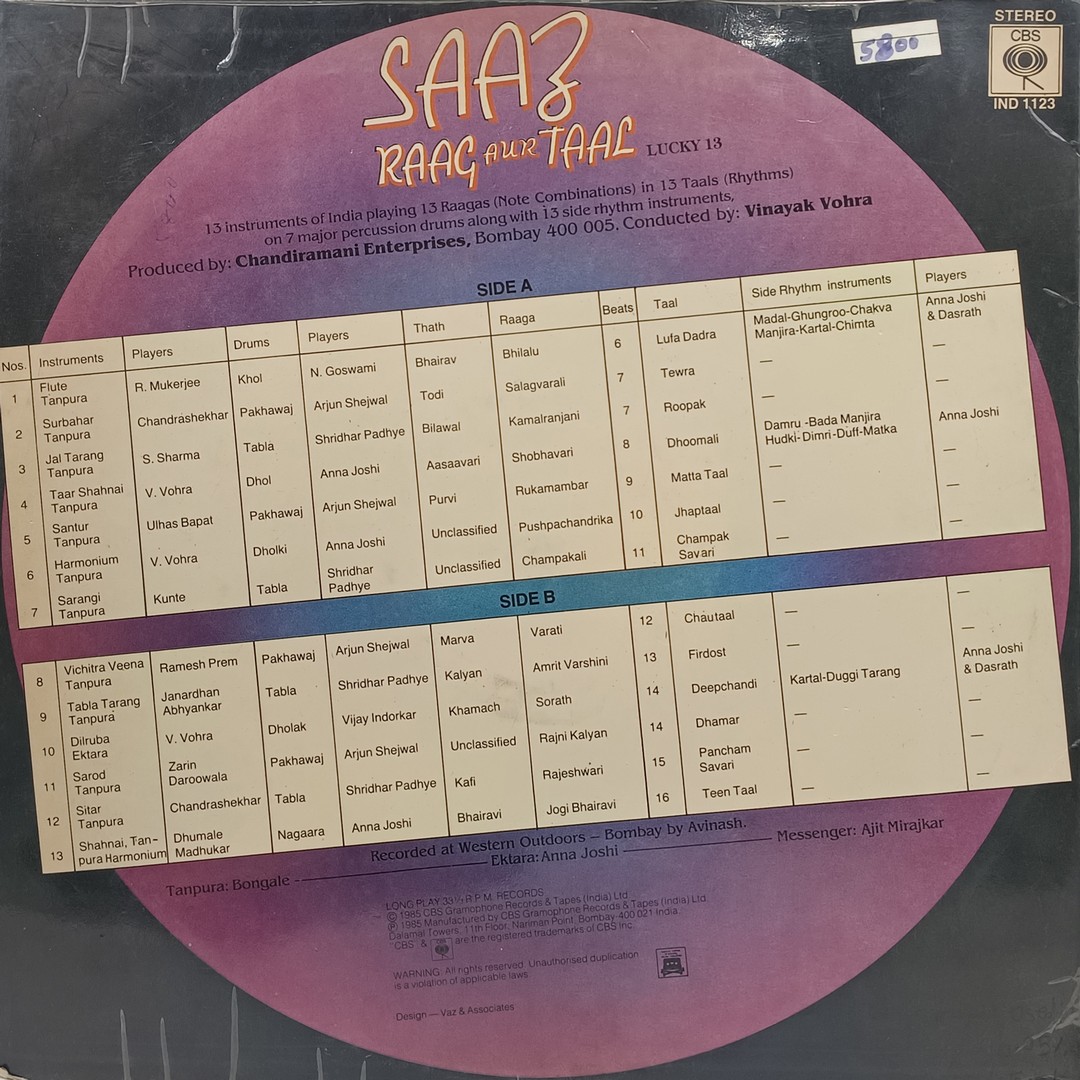 STEREO
CBS
IND 1123
5800
SAAZ
RAAG AUR TAAL LUCKY 13
13 instruments of India playing 13 Raagas (Note Combinations) in 13 Taals (Rhythms)
on 7 major percussion drums along with 13 side rhythm instruments,
Produced by: Chandiramani Enterprises, Bombay 400 005. Conducted by: Vinayak Vohra
SIDE A
Nos. Instruments Players Drums Players Thath Raaga Beats Taal Side Rhythm instruments Players
1 Flute Tanpura R. Mukerjee Khol N. Goswami Bhairav Bhilalu 6 Lufa Dadra Madal-Ghungroo-Chakva Manjira-Kartal-Chimta Anna Joshi & Dasrath
2 Surbahar Tanpura Chandrashekhar Pakhawaj Arjun Shejwal Todi Salagvarali 7 Tewra — —
3 Jal Tarang Tanpura S. Sharma Tabla Shridhar Padhye Bilawal Kamalranjani 7 Roopak — —
4 Taar Shahnai Tanpura V. Vohra Dhol Anna Joshi Aasaavari Shobhavari 8 Dhoomali Damru -Bada Manjira Hudki-Dimri-Duff-Matka Anna Joshi
5 Santur Tanpura Ulhas Bapat Pakhawaj Arjun Shejwal Purvi Rukamambar 9 Matta Taal — —
6 Harmonium Tanpura V. Vohra Dholki Anna Joshi Unclassified Pushpachandrika 10 Jhaptaal — —
7 Sarangi Tanpura Kunte Tabla Shridhar Padhye Unclassified Champakali 11 Champak Savari — —
SIDE B
8 Vichitra Veena Tanpura Ramesh Prem Pakhawaj Arjun Shejwal Marva Varati 12 Chautaal — —
9 Tabla Tarang Tanpura Janardhan Abhyankar Tabla Shridhar Padhye Kalyan Amrit Varshini 13 Firdost — —
10 Dilruba Ektara V. Vohra Dholak Vijay Indorkar Khamach Sorath 14 Deepchandi Kartal-Duggi Tarang Anna Joshi & Dasrath
11 Sarod Tanpura Zarin Daroowala Pakhawaj Arjun Shejwal Unclassified Rajni Kalyan 14 Dhamar — —
12 Sitar Tanpura Chandrashekhar Tabla Shridhar Padhye Kafi Rajeshwari 15 Pancham Savari — —
13 Shahnai, Tan-pura Harmonium Dhumale Madhukar Nagaara Anna Joshi Bhairavi Jogi Bhairavi 16 Teen Taal — —
Recorded at Western Outdoors — Bombay by Avinash.
Tanpura: Bongale - — Ektara: Anna Joshi — Messenger: Ajit Mirajkar
LONG PLAY 33⅓ R.P.M. RECORDS
© 1985 CBS Gramophone Records & Tapes (India) Ltd.
℗ 1985 Manufactured by CBS Gramophone Records & Tapes (India) Ltd.
Dalamal Towers, 11th Floor, Nariman Point, Bombay-400 021 India.
"CBS" & are the registered trademarks of CBS Inc.
WARNING: All rights reserved. Unauthorised duplication
is a violation of applicable laws
Design — Vaz & Associates